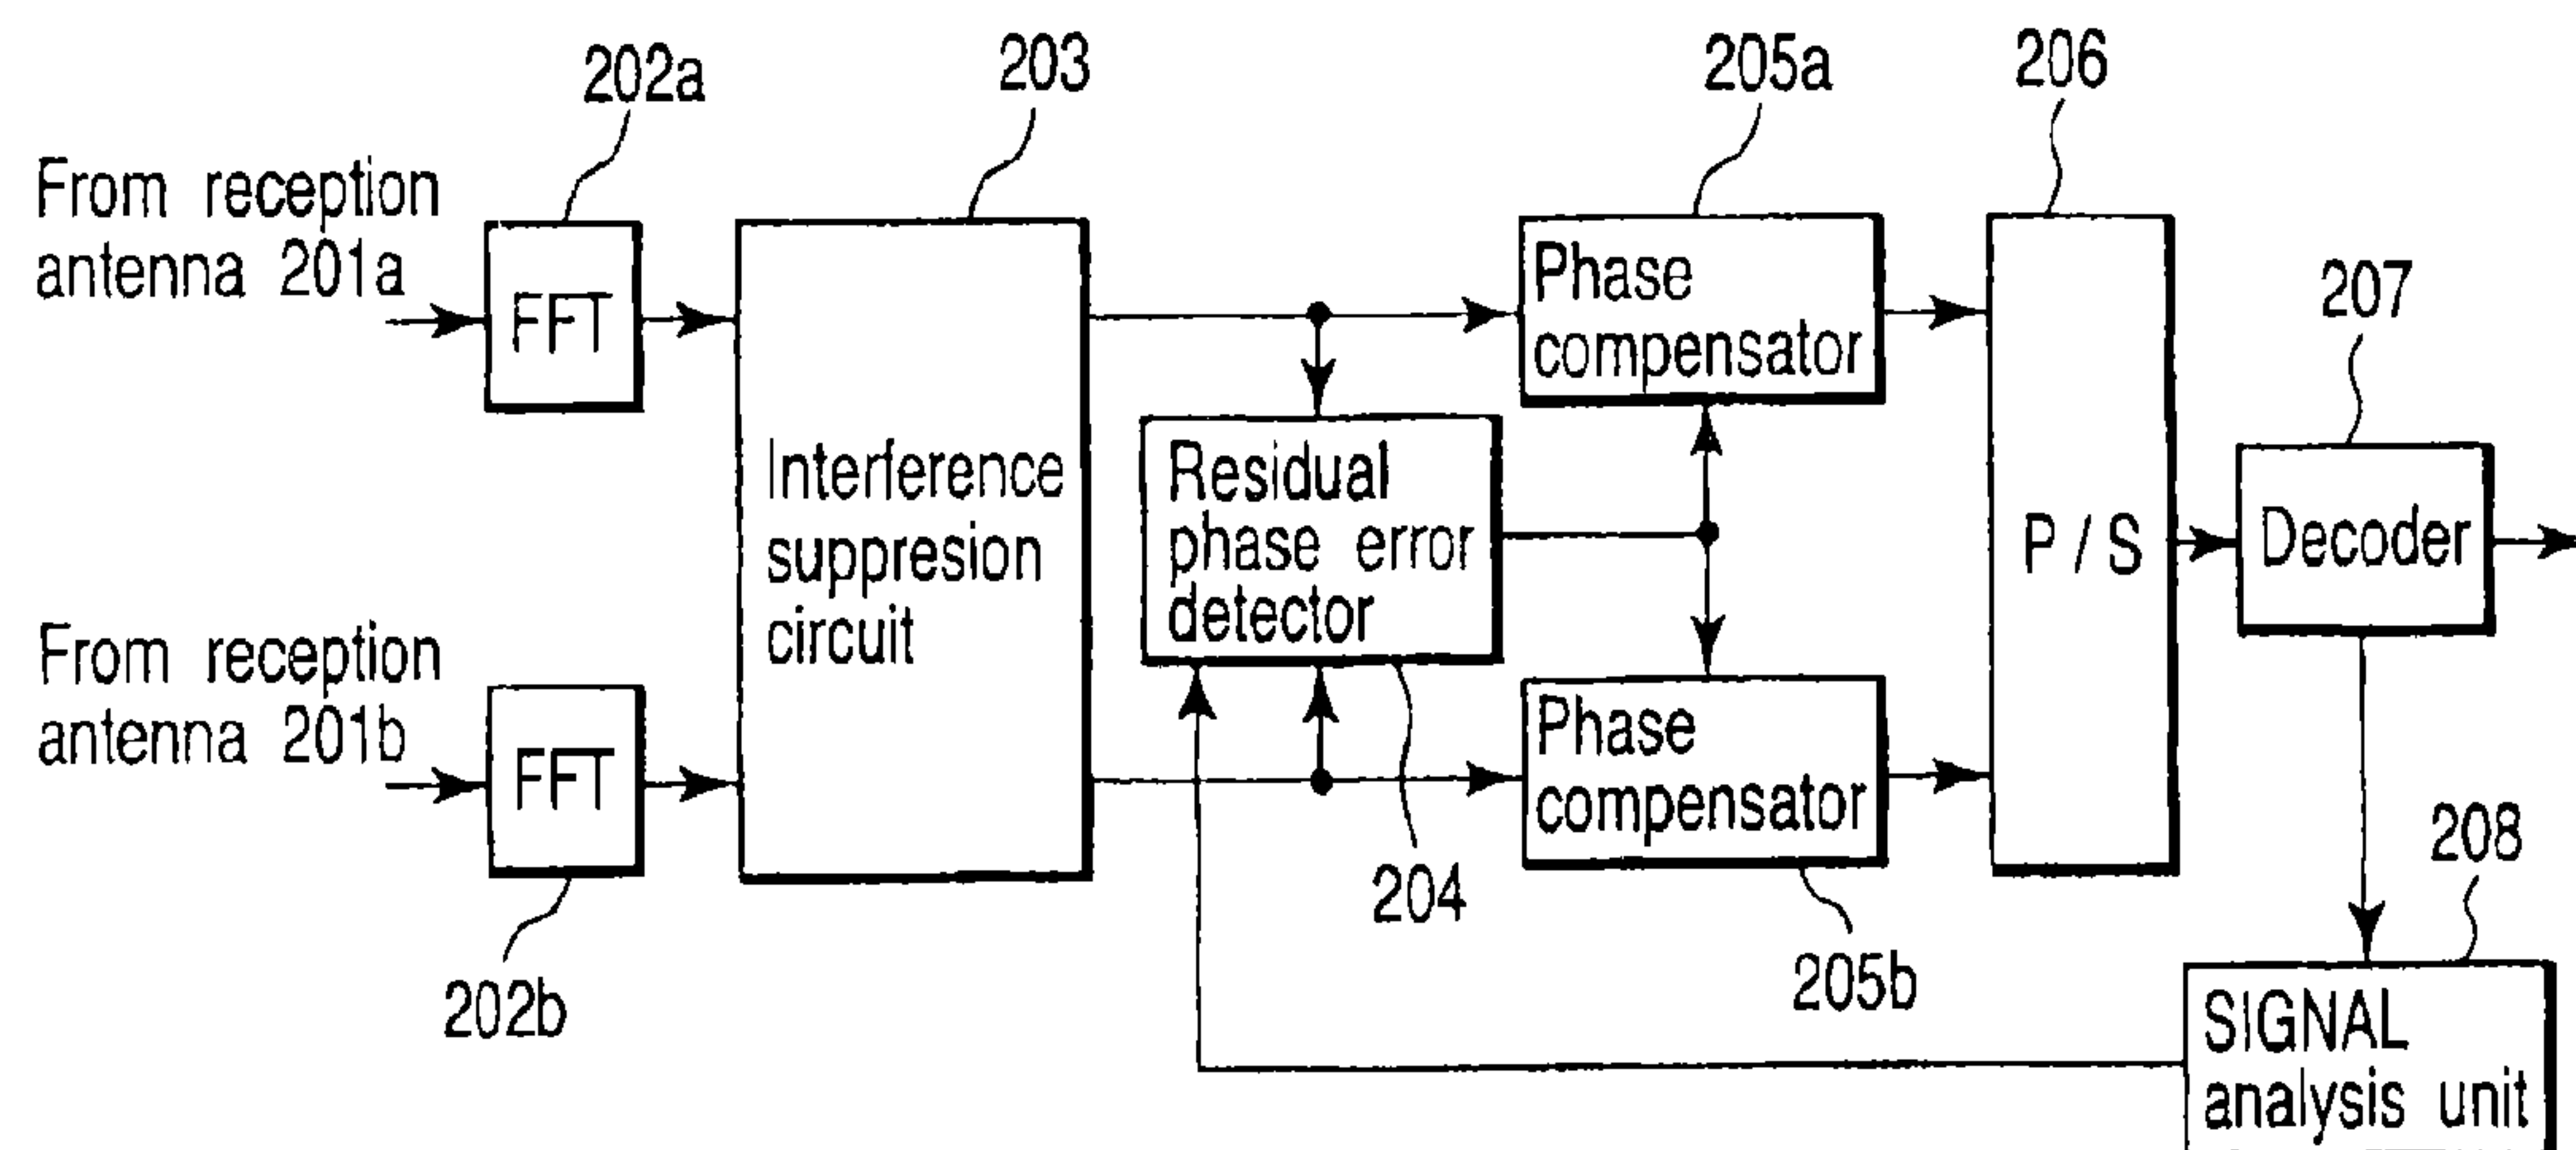 202a
203
205a
206
From reception
antenna 201a
FFT
Phase
compensator
207
Interference
suppresion
circuit
Residual
phase error
detector
P / S
Decoder
From reception
antenna 201b
FFT
Phase
compensator
204
208
202b
205b
SIGNAL
analysis unit